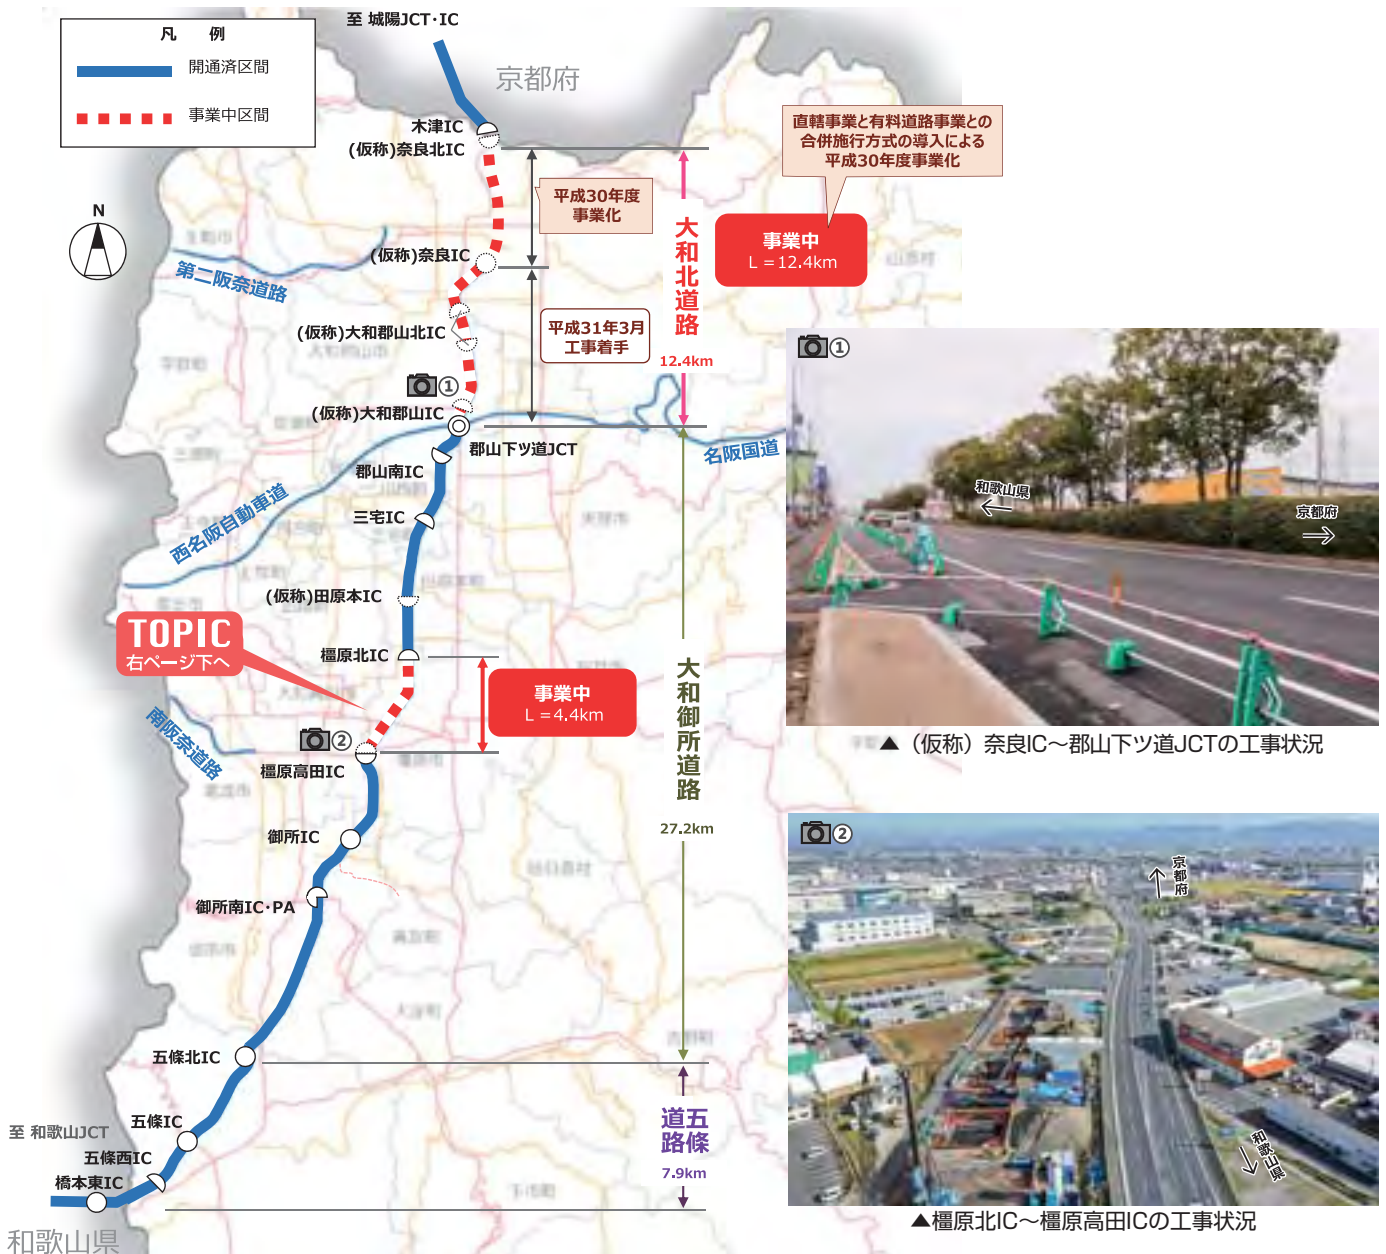 至 城陽JCT・IC
凡 例
開通済区間
事業中区間
京都府
木津IC
(仮称)奈良北IC
直轄事業と有料道路事業との
合併施行方式の導入による
平成30年度事業化
平成30年度
事業化
N
大和北道路
12.4km
事業中
L=12.4km
(仮称)奈良IC
第二阪奈道路
(仮称)大和郡山北IC
平成31年3月
工事着手
①
(仮称)大和郡山IC
郡山下ツ道JCT
名阪国道
郡山南IC
西名阪自動車道
三宅IC
(仮称)田原本IC
TOPIC
右ページ下へ
橿原北IC
事業中
L=4.4km
大和御所道路
27.2km
南阪奈道路
②
橿原高田IC
御所IC
御所南IC・PA
五條北IC
五條IC
至 和歌山JCT
五條西IC
橋本東IC
五條道路
7.9km
和歌山県
①
和歌山県
京都府
▲(仮称)奈良IC〜郡山下ツ道JCTの工事状況
②
京都府
和歌山県
▲橿原北IC〜橿原高田ICの工事状況